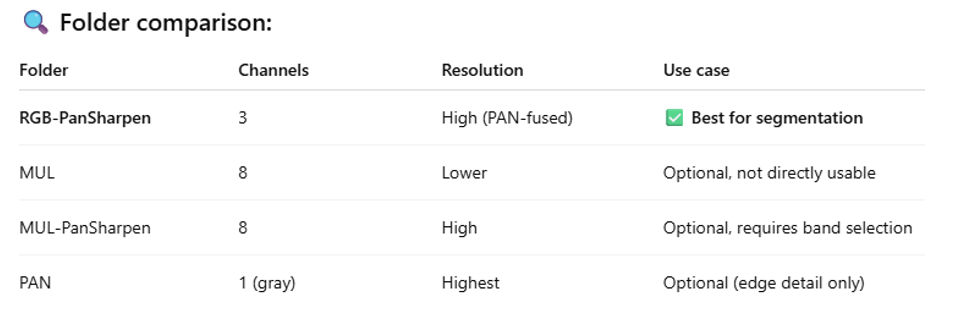 🔍 Folder comparison:
Folder Channels Resolution Use case
RGB-PanSharpen 3 High (PAN-fused) ✅ Best for segmentation
MUL 8 Lower Optional, not directly usable
MUL-PanSharpen 8 High Optional, requires band selection
PAN 1 (gray) Highest Optional (edge detail only)